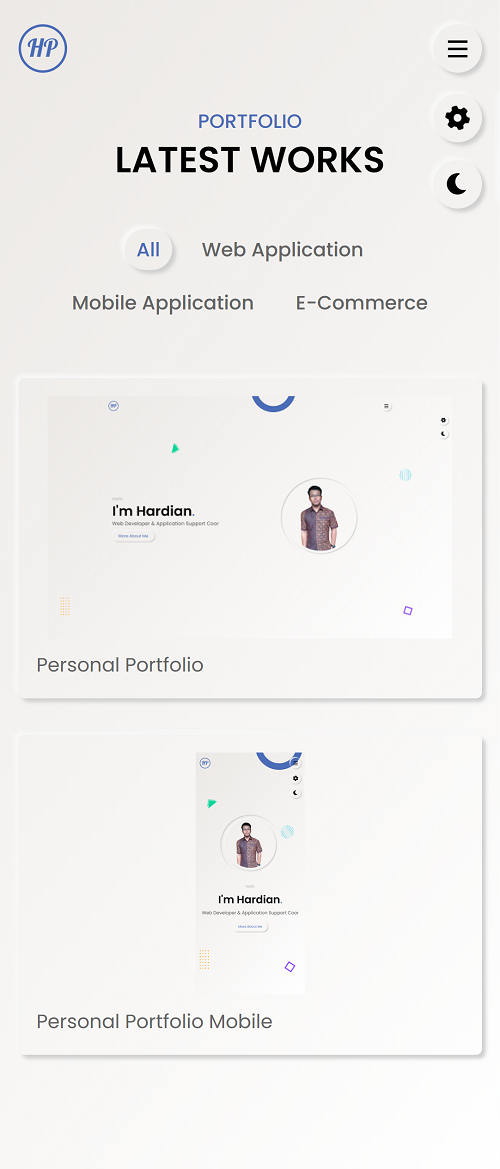 HP
PORTFOLIO
LATEST WORKS
All
Web Application
Mobile Application
E-Commerce
HP
Hello
I'm Hardian.
Web Developer & Application Support Coor
More About Me
Personal Portfolio
HP
Hello
I'm Hardian.
Web Developer & Application Support Coor
More About Me
Personal Portfolio Mobile